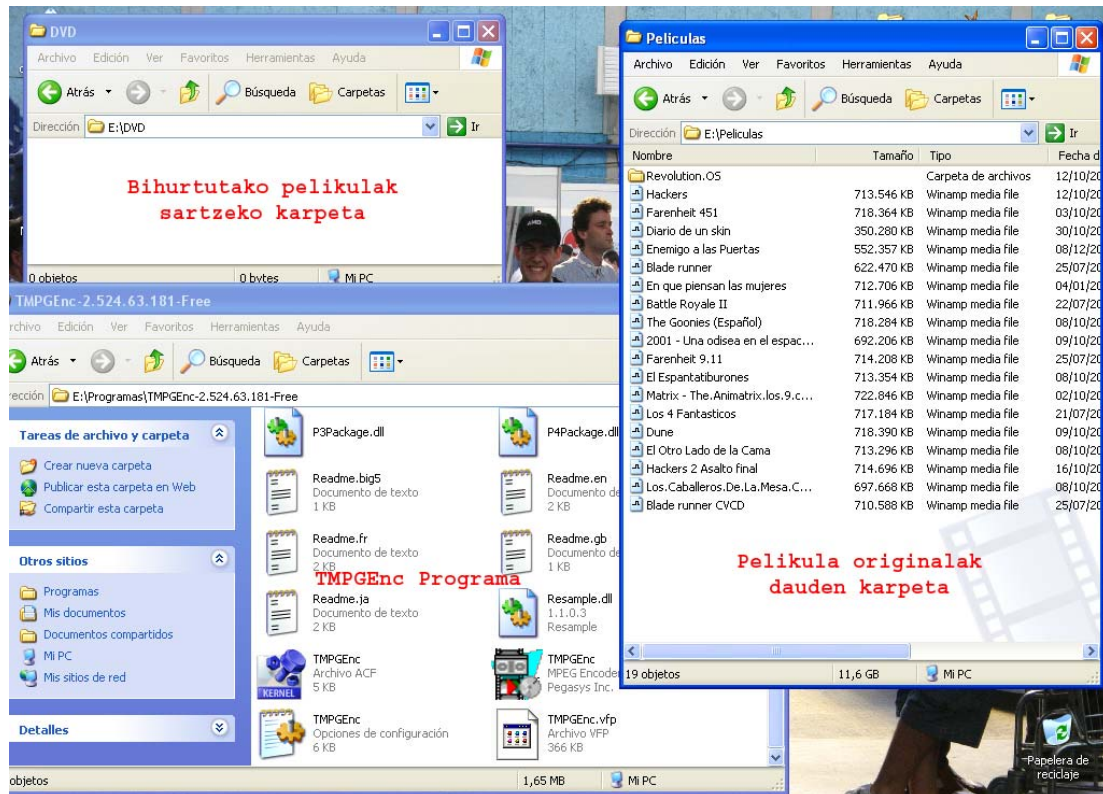 DVD
Archivo Edición Ver Favoritos Herramientas Ayuda
Atrás Búsqueda Carpetas
Dirección E:\DVD Ir
Bihurtutako pelikulak
sartzeko karpeta
0 objetos 0 bytes Mi PC
TMPGEnc-2.524.63.181-Free
rchivo Edición Ver Favoritos Herramientas Ayuda
Atrás Búsqueda Carpetas
ección E:\Programas\TMPGEnc-2.524.63.181-Free
Tareas de archivo y carpeta
Crear nueva carpeta
Publicar esta carpeta en Web
Compartir esta carpeta
Otros sitios
Programas
Mis documentos
Documentos compartidos
Mi PC
Mis sitios de red
Detalles
P3Package.dll
P4Package.dll
Readme.big5
Documento de texto
1 KB
Readme.en
Documento de
2 KB
Readme.fr
Documento de texto
2 KB
Readme.gb
Documento de
1 KB
TMPGEnc Programa
Readme.ja
Documento de texto
2 KB
Resample.dll
1.1.0.3
Resample
KERNEL
TMPGEnc
Archivo ACF
5 KB
TMPGEnc
MPEG Encoder
Pegasys Inc.
TMPGEnc
Opciones de configuración
6 KB
TMPGEnc.vfp
Archivo VFP
366 KB
objetos 1,65 MB Mi PC
Peliculas
Archivo Edición Ver Favoritos Herramientas Ayuda
Atrás Búsqueda Carpetas
Dirección E:\Peliculas Ir
Nombre Tamaño Tipo Fecha d
Revolution.OS Carpeta de archivos 12/10/20
Hackers 713.546 KB Winamp media file 12/10/20
Farenheit 451 718.364 KB Winamp media file 03/10/20
Diario de un skin 350.280 KB Winamp media file 30/10/20
Enemigo a las Puertas 552.357 KB Winamp media file 08/12/20
Blade runner 622.470 KB Winamp media file 25/07/20
En que piensan las mujeres 712.706 KB Winamp media file 04/01/20
Battle Royale II 711.966 KB Winamp media file 22/07/20
The Goonies (Español) 718.284 KB Winamp media file 08/10/20
2001 - Una odisea en el espac... 692.206 KB Winamp media file 09/10/20
Farenheit 9.11 714.208 KB Winamp media file 25/07/20
El Espantatiburones 713.354 KB Winamp media file 08/10/20
Matrix - The.Animatrix.los.9.c... 722.846 KB Winamp media file 02/10/20
Los 4 Fantasticos 717.184 KB Winamp media file 21/07/20
Dune 718.390 KB Winamp media file 09/10/20
El Otro Lado de la Cama 713.296 KB Winamp media file 08/10/20
Hackers 2 Asalto final 714.696 KB Winamp media file 16/10/20
Los.Caballeros.De.La.Mesa.C... 697.668 KB Winamp media file 08/10/20
Blade runner CVCD 710.588 KB Winamp media file 25/07/20
Pelikula originalak
dauden karpeta
19 objetos 11,6 GB Mi PC
Papelera de
reciclaje